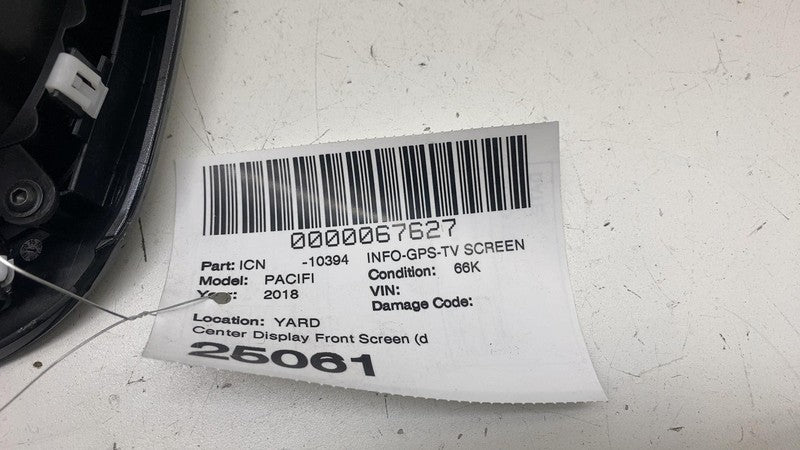 0000067627
Part: ICN -10394 INFO-GPS-TV SCREEN
Model: PACIFI Condition: 66K
Year: 2018 VIN:
Damage Code:
Location: YARD
Center Display Front Screen (d
25061